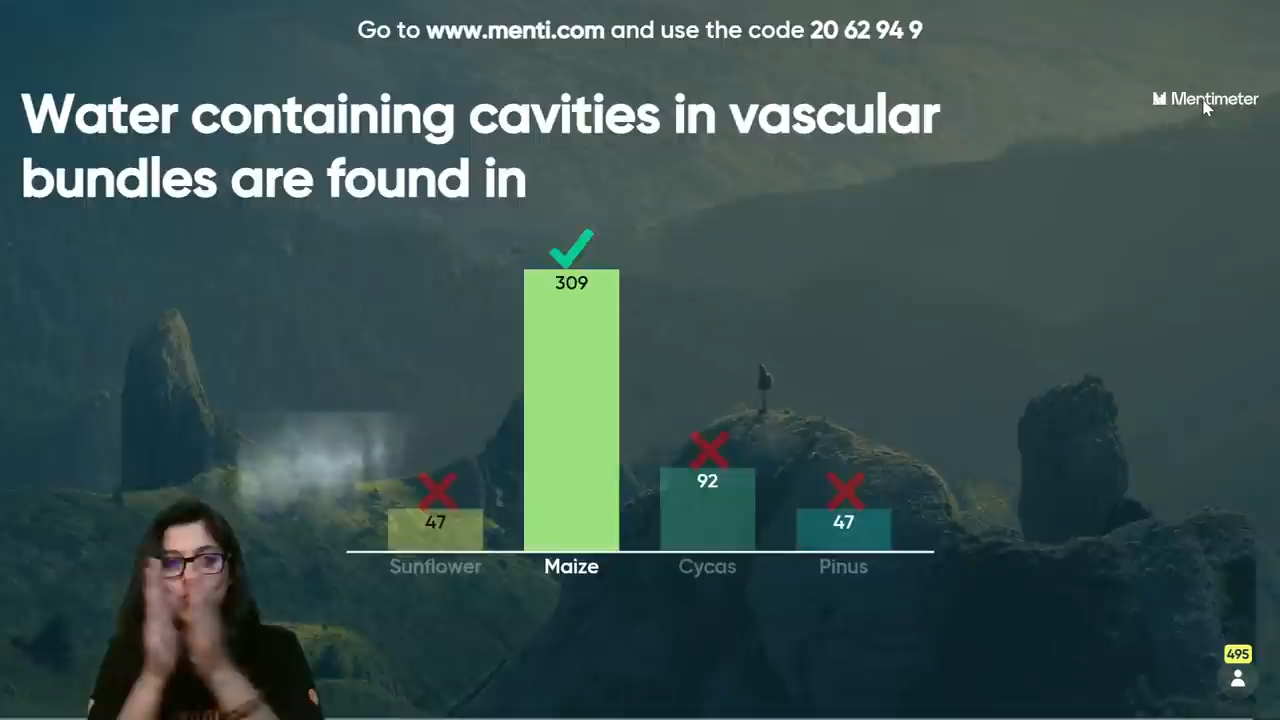 Go to www.menti.com and use the code 20 62 94 9
Mentimeter
Water containing cavities in vascular
bundles are found in
309
92
47
47
Sunflower
Maize
Cycas
Pinus
495